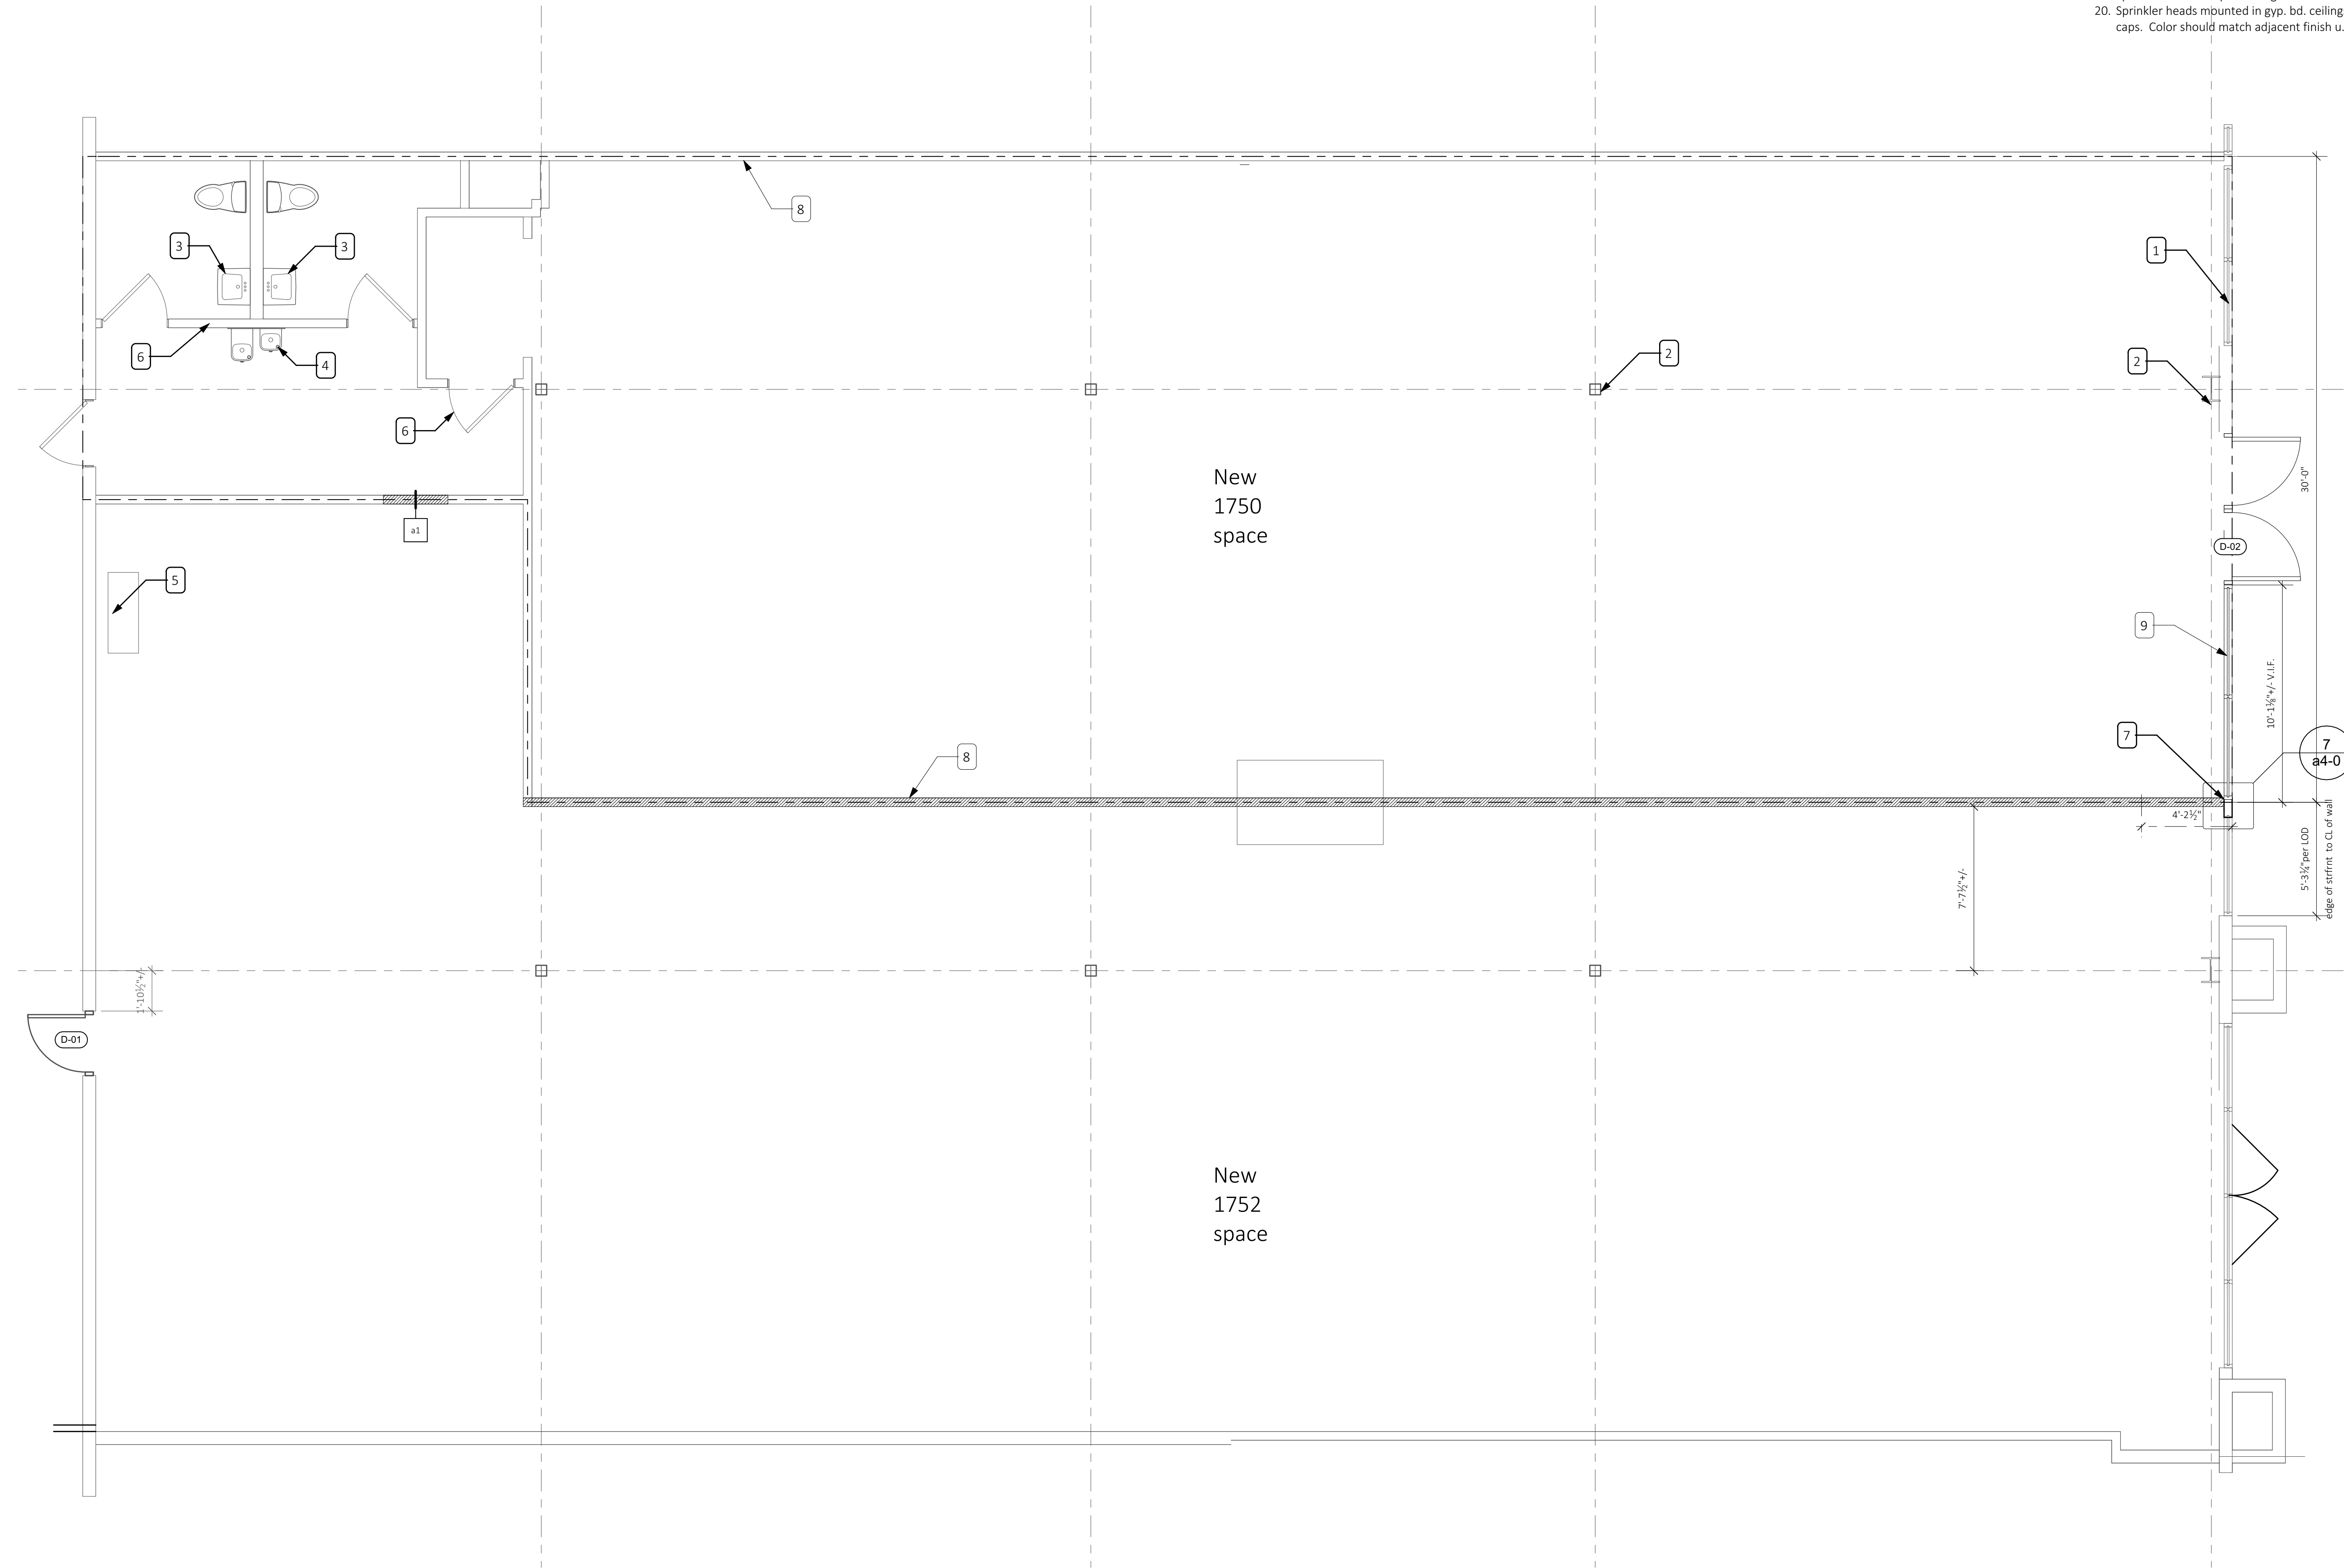 20. Sprinkler heads mounted in gyp. bd. ceiling
caps. Color should match adjacent finish u.
8
3
3
1
6
4
2
2
6
New
1750
space
30'-0"
a1
D-02
5
9
10'-1⅛"+/- V.I.F.
7
7
a4-0
8
4'-2½"
5'-3¾"per LOD
edge of strfrnt to CL of wall
7'-7½"+/-
1'-10½"+/-
D-01
New
1752
space